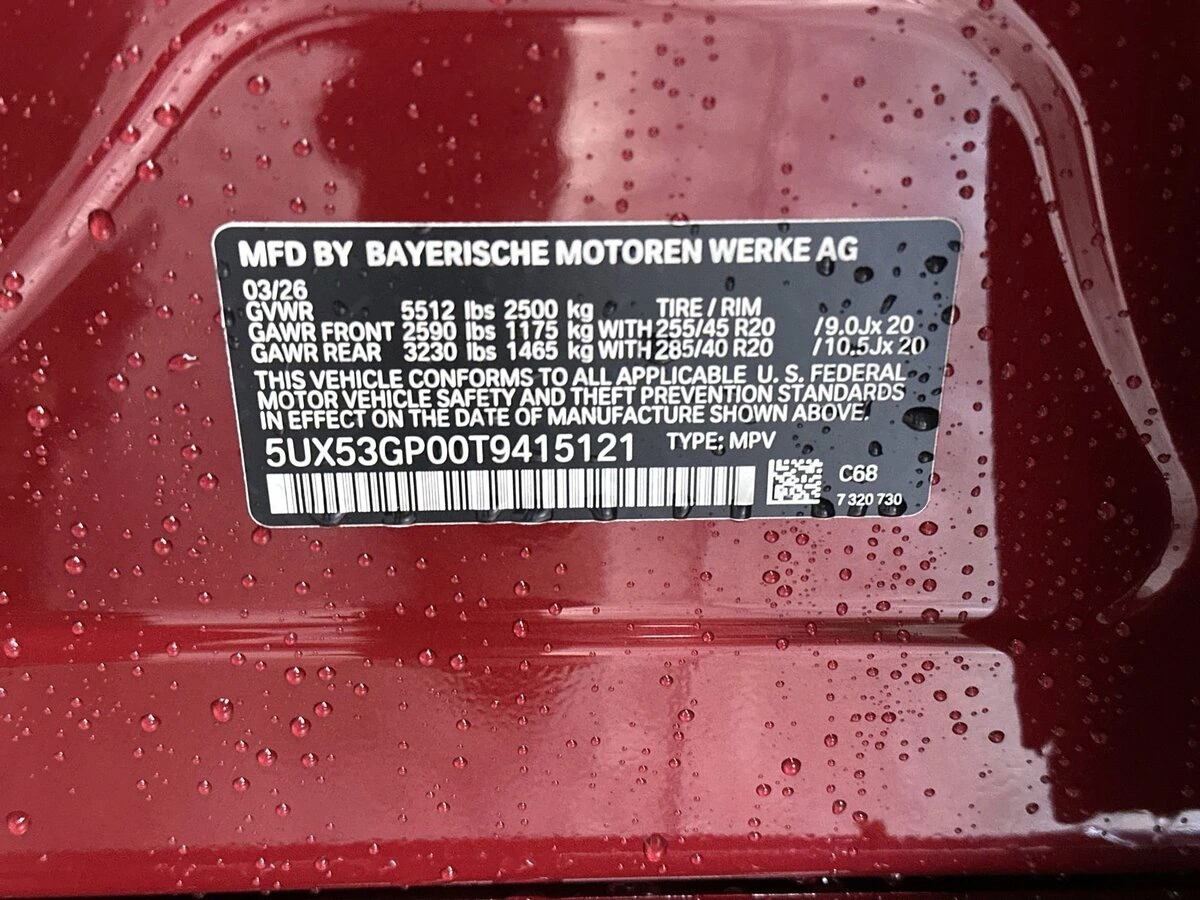 MFD BY BAYERISCHE MOTOREN WERKE AG
03/26
GVWR 5512 lbs 2500 kg TIRE / RIM
GAWR FRONT 2590 lbs 1175 kg WITH 255/45 R20 /9.0Jx 20
GAWR REAR 3230 lbs 1465 kg WITH 285/40 R20 /10.5Jx 20
THIS VEHICLE CONFORMS TO ALL APPLICABLE U. S. FEDERAL
MOTOR VEHICLE SAFETY AND THEFT PREVENTION STANDARDS
IN EFFECT ON THE DATE OF MANUFACTURE SHOWN ABOVE.
5UX53GP00T9415121 TYPE: MPV
C68
7 320 730